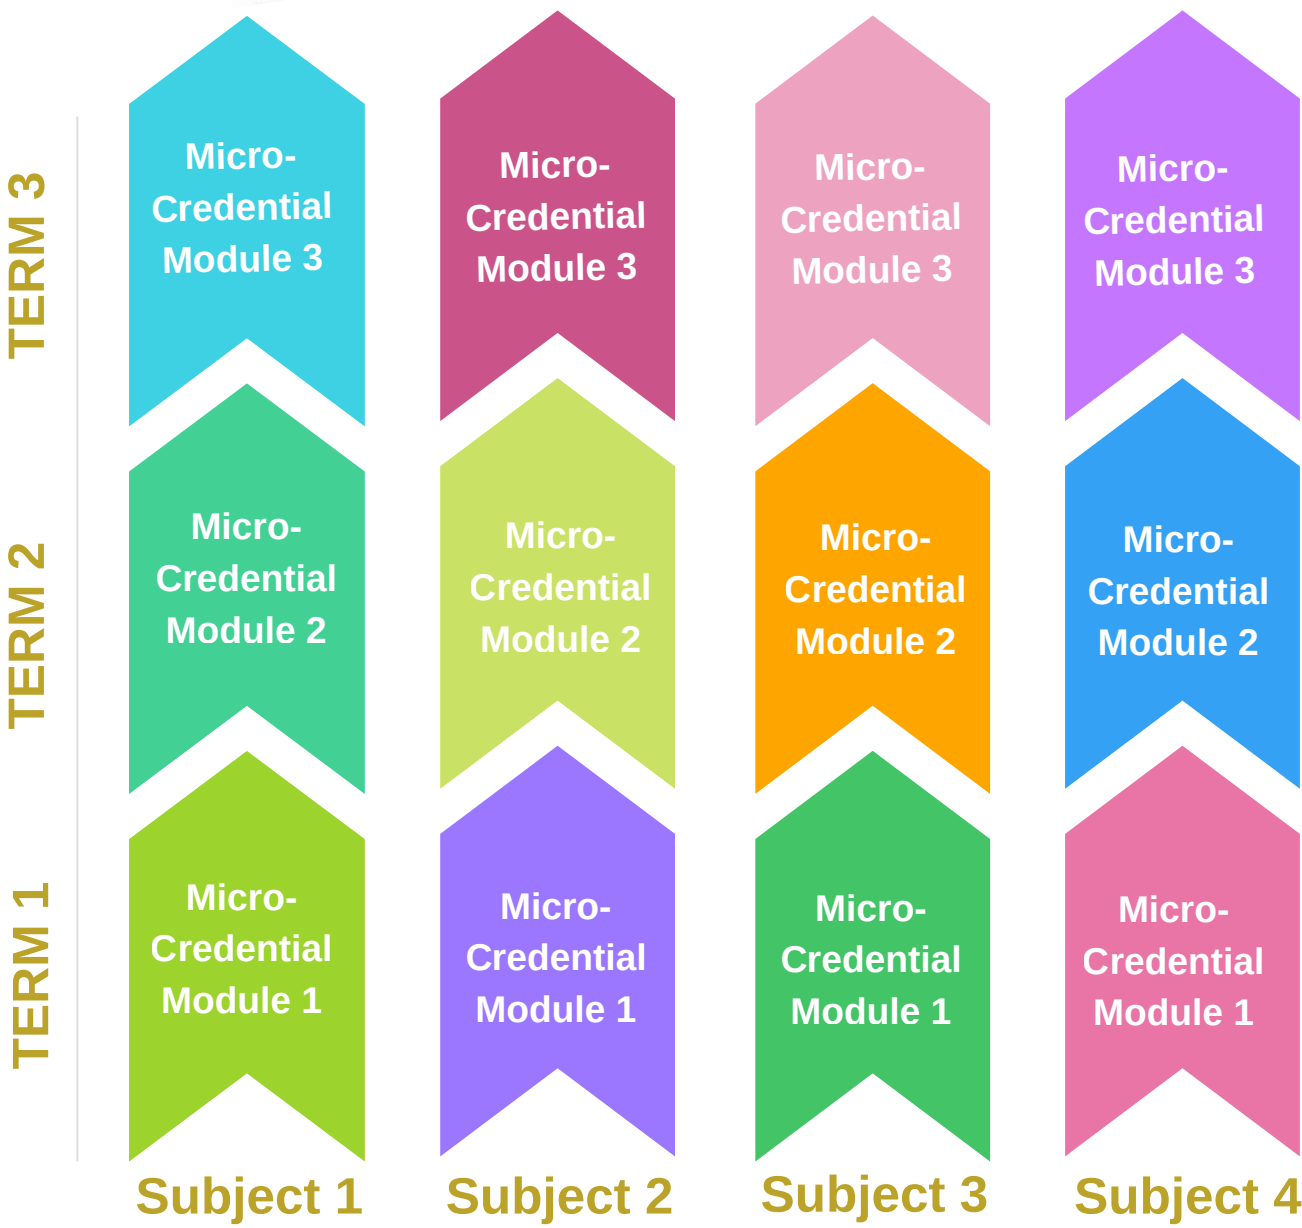 TERM 3
Micro-
Credential
Module 3
Micro-
Credential
Module 3
Micro-
Credential
Module 3
Micro-
Credential
Module 3
TERM 2
Micro-
Credential
Module 2
Micro-
Credential
Module 2
Micro-
Credential
Module 2
Micro-
Credential
Module 2
TERM 1
Micro-
Credential
Module 1
Micro-
Credential
Module 1
Micro-
Credential
Module 1
Micro-
Credential
Module 1
Subject 1
Subject 2
Subject 3
Subject 4